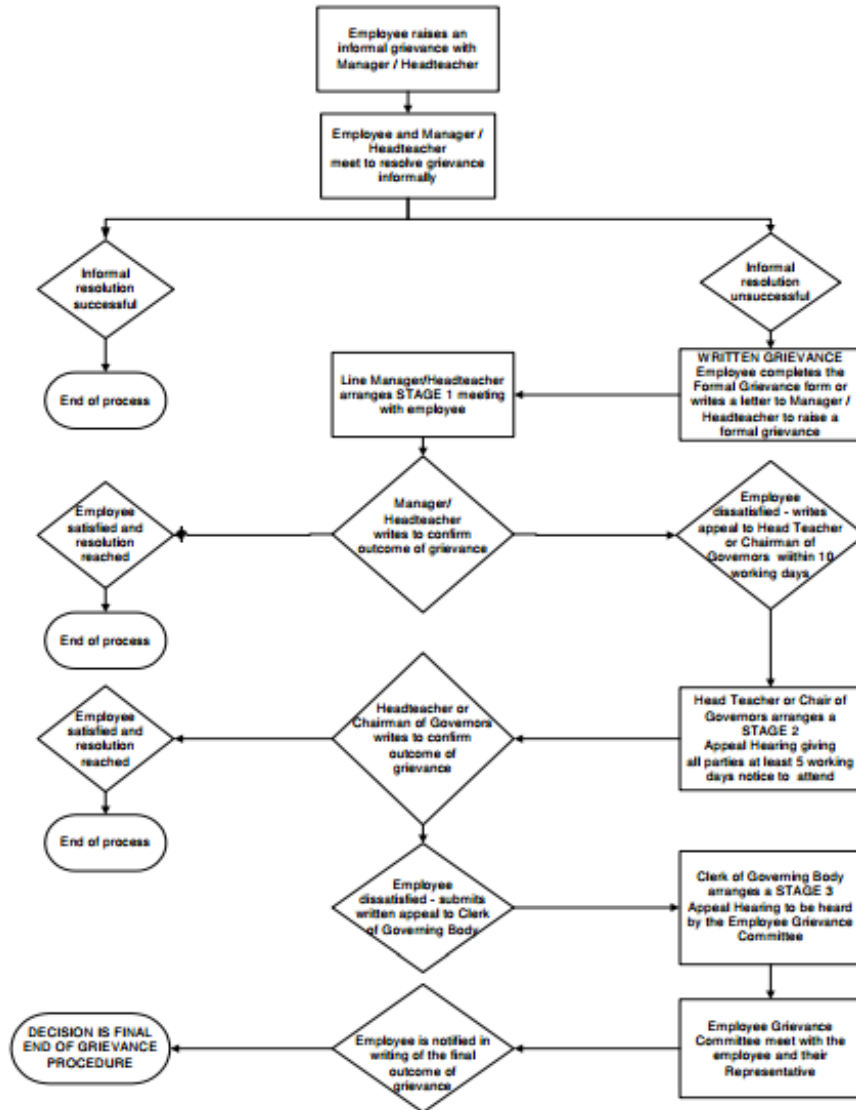 Employee raises an
informal grievance with
Manager / Headteacher
Employee and Manager /
Headteacher
meet to resolve grievance
informally
Informal
resolution
successful
Informal
resolution
unsuccessful
End of process
Line Manager/Headteacher
arranges STAGE 1 meeting
with employee
WRITTEN GRIEVANCE
Employee completes the
Formal Grievance form or
writes a letter to Manager /
Headteacher to raise a
formal grievance
Employee
satisfied and
resolution
reached
Manager/
Headteacher
writes to confirm
outcome of grievance
Employee
dissatisfied - writes
appeal to Head Teacher
or Chairman of
Governors wiithin 10
working days
End of process
Employee
satisfied and
resolution
reached
Headteacher or
Chairman of Governors
writes to confirm
outcome of
grievance
Head Teacher or Chair of
Governors arranges a
STAGE 2
Appeal Hearing giving
all parties at least 5 working
days notice to attend
End of process
Employee
dissatisfied - submits
written appeal to Clerk
of Governing Body
Clerk of Governing Body
arranges a STAGE 3
Appeal Hearing to be heard
by the Employee Grievance
Committee
DECISION IS FINAL
END OF GRIEVANCE
PROCEDURE
Employee is notified in
writing of the final
outcome of
grievance
Employee Grievance
Committee meet with the
employee and their
Representative